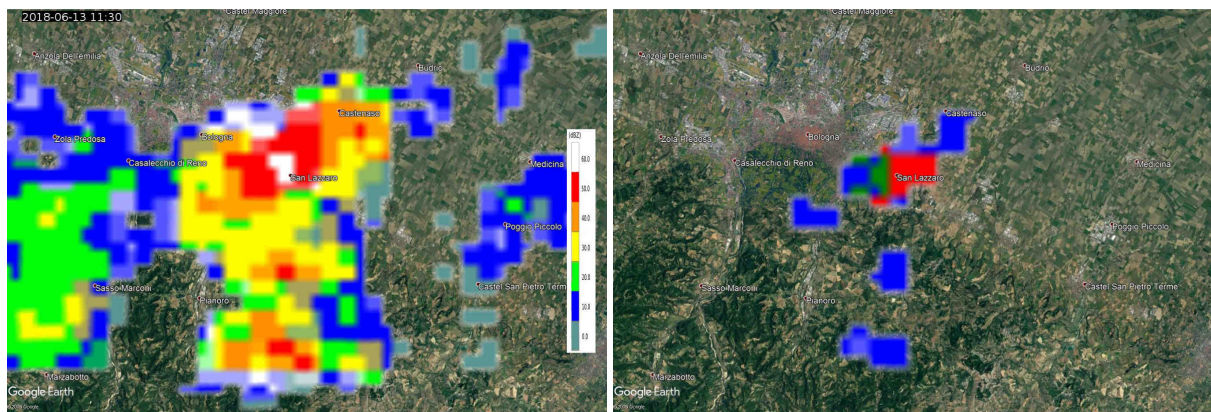 2018-06-13 11:30
Castel Maggiore
Anzola Dell'emilia
Budrio
Castenaso
Zola Predosa
Bologna
Casalecchio di Reno
Medicina
San Lazzaro
Poggio Piccolo
Sasso Marconi
Castel San Pietro Term
Pianoro
Marzabotto
Google Earth
(dBZ)
60.0
50.0
40.0
30.0
20.0
10.0
0.0
Castel Maggiore
Anzola Dell'emilia
Budrio
Castenaso
Zola Predosa
Bologna
Casalecchio di Reno
Medicina
San Lazzaro
Poggio Piccolo
Sasso Marconi
Castel San Pietro Terme
Pianoro
Marzabotto
Google Earth